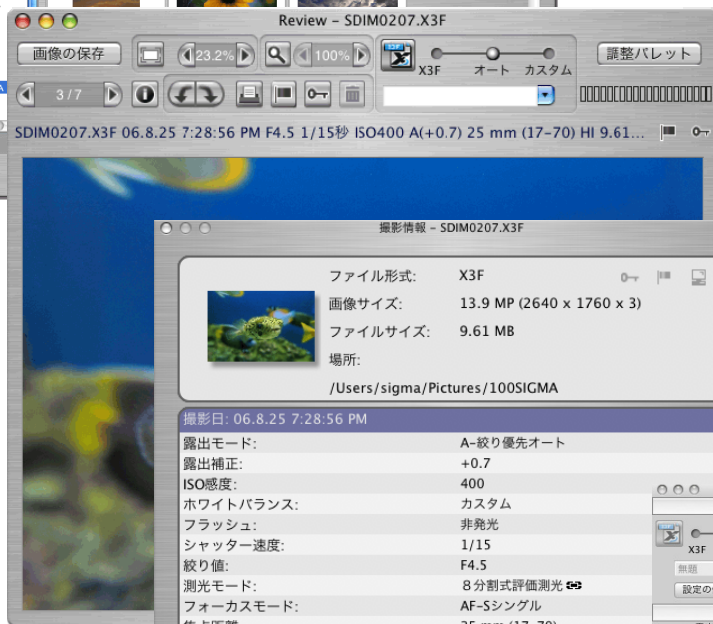 Review – SDIM0207.X3F
画像の保存
23.2%
100%
X3F
オート
カスタム
調整パレット
3 / 7
SDIM0207.X3F 06.8.25 7:28:56 PM F4.5 1/15秒 ISO400 A(+0.7) 25 mm (17-70) HI 9.61...
撮影情報 – SDIM0207.X3F
ファイル形式: X3F
画像サイズ: 13.9 MP (2640 x 1760 x 3)
ファイルサイズ: 9.61 MB
場所:
/Users/sigma/Pictures/100SIGMA
撮影日: 06.8.25 7:28:56 PM
露出モード: A-絞り優先オート
露出補正: +0.7
ISO感度: 400
ホワイトバランス: カスタム
フラッシュ: 非発光
シャッター速度: 1/15
絞り値: F4.5
測光モード: 8分割式評価測光
フォーカスモード: AF-Sシングル
X3F
無題
設定の